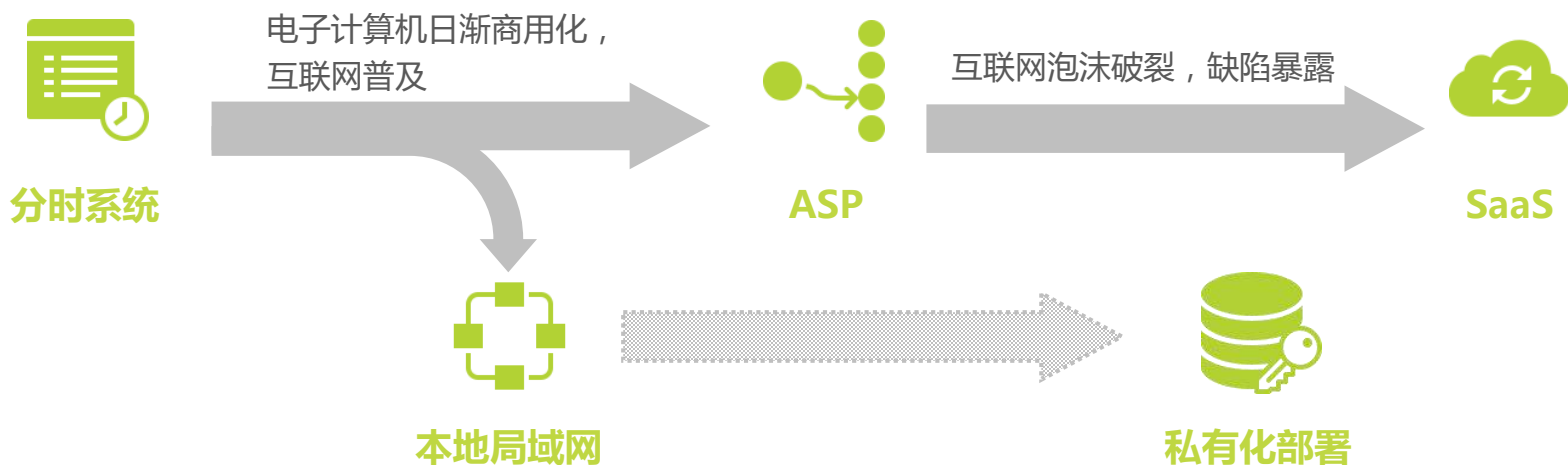 电子计算机日渐商用化，
互联网普及
互联网泡沫破裂，缺陷暴露
分时系统
ASP
SaaS
本地局域网
私有化部署